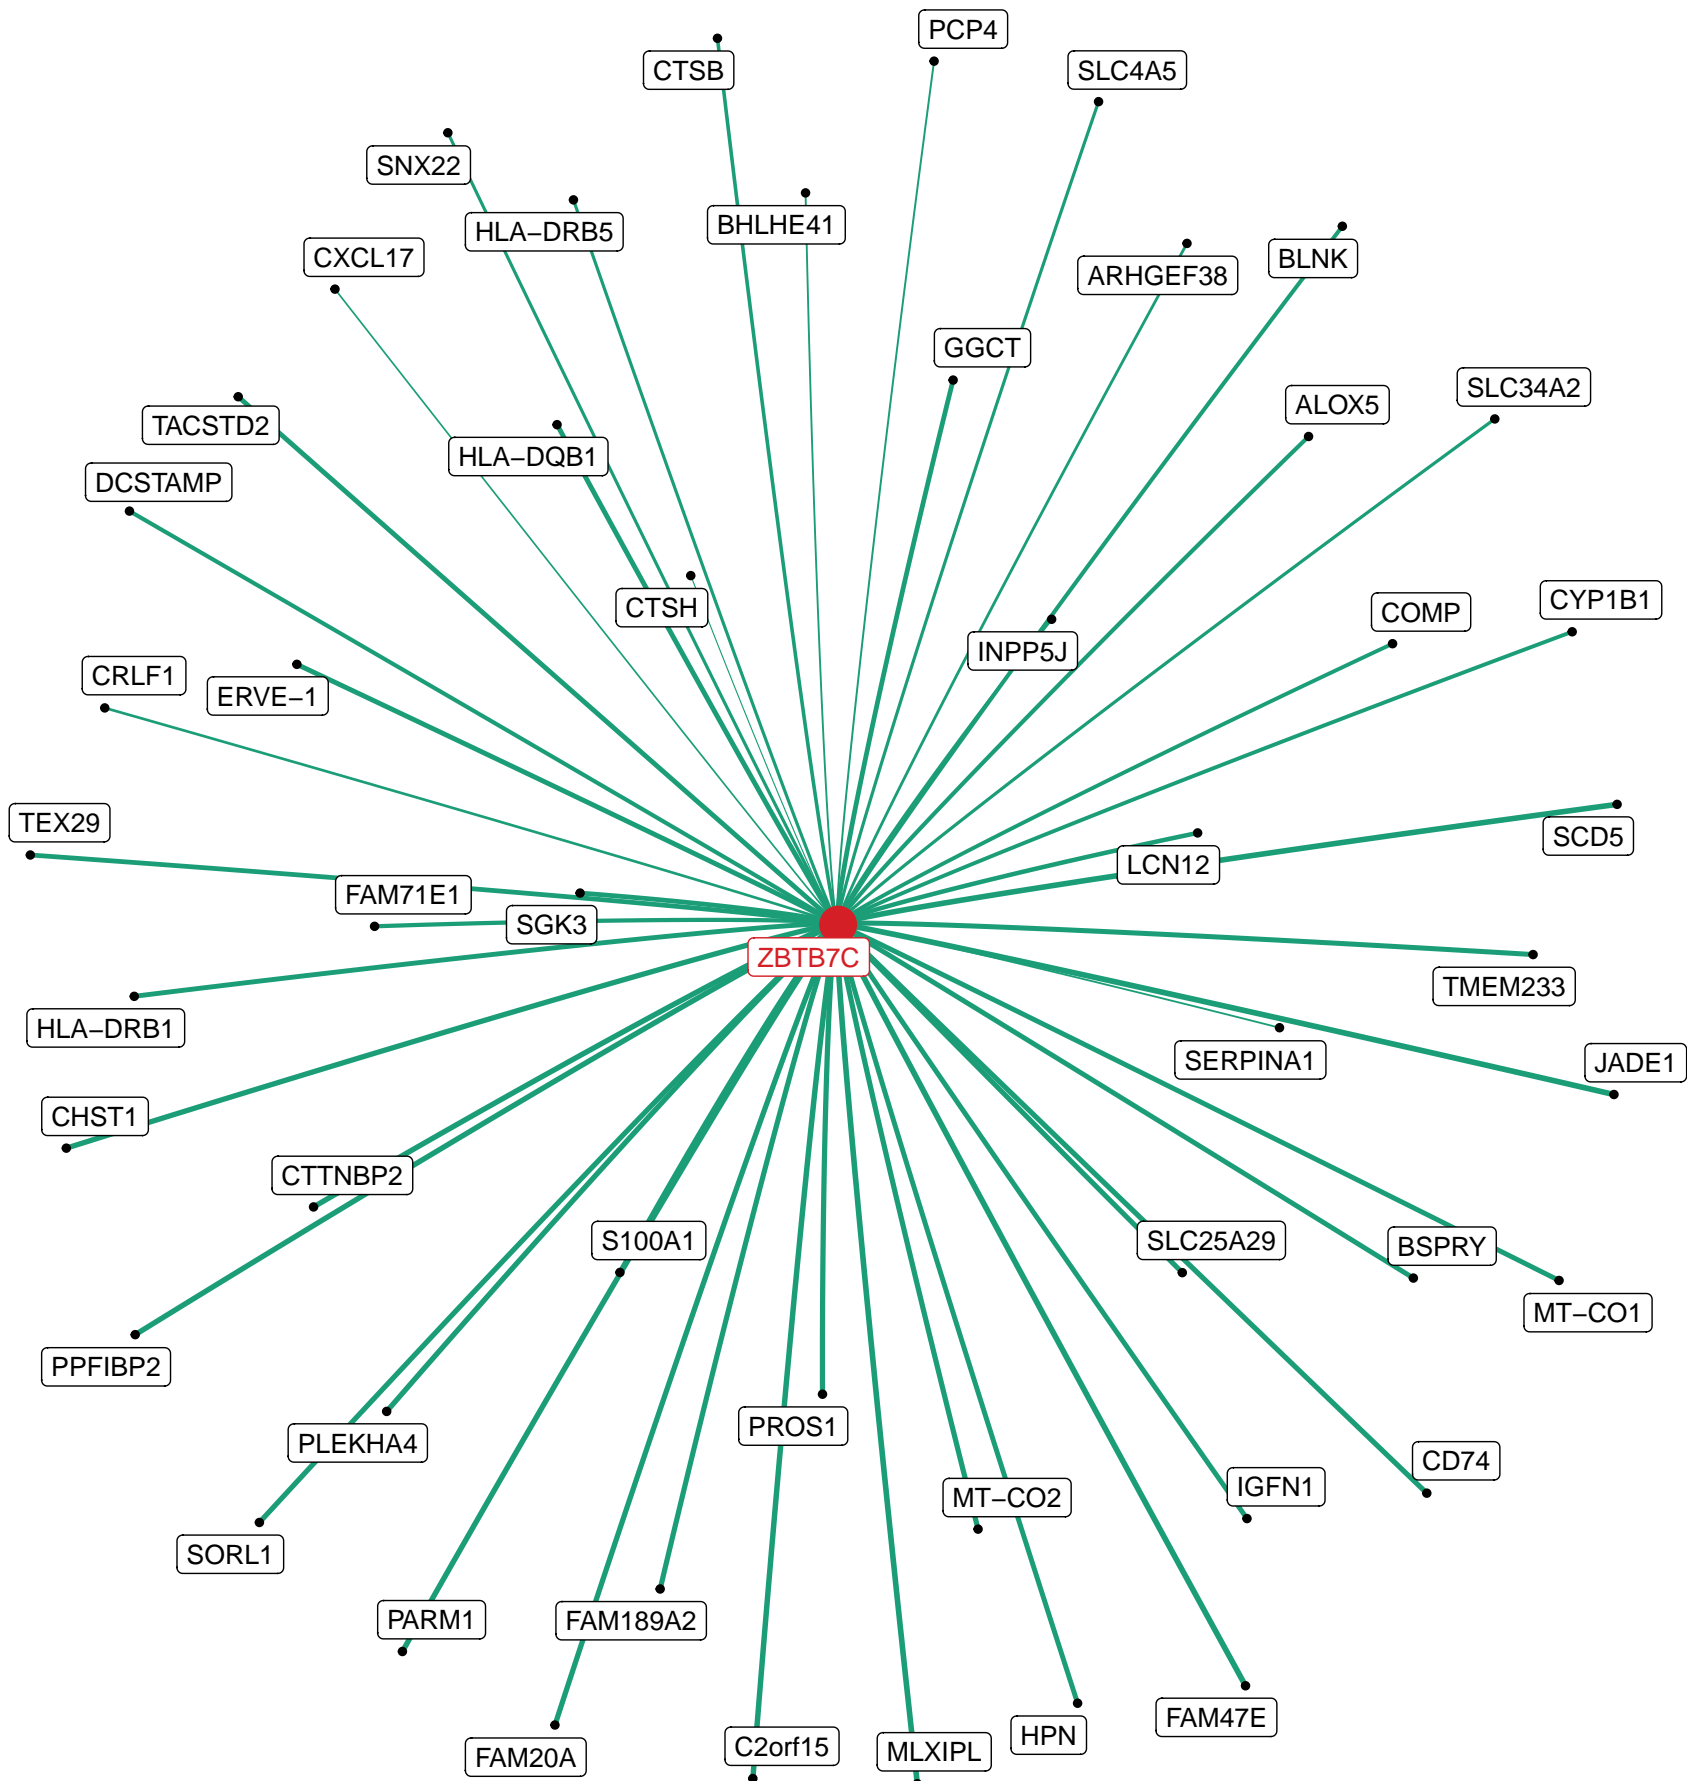 PCP4
CTSB
SLC4A5
SNX22
BHLHE41
HLA−DRB5
CXCL17
BLNK
ARHGEF38
GGCT
SLC34A2
ALOX5
TACSTD2
HLA−DQB1
DCSTAMP
CYP1B1
CTSH
COMP
INPP5J
CRLF1
ERVE−1
TEX29
SCD5
LCN12
FAM71E1
SGK3
ZBTB7C
TMEM233
HLA−DRB1
SERPINA1
JADE1
CHST1
CTTNBP2
S100A1
SLC25A29
BSPRY
MT−CO1
PPFIBP2
PROS1
PLEKHA4
CD74
IGFN1
MT−CO2
SORL1
PARM1
FAM189A2
FAM47E
HPN
C2orf15
MLXIPL
FAM20A